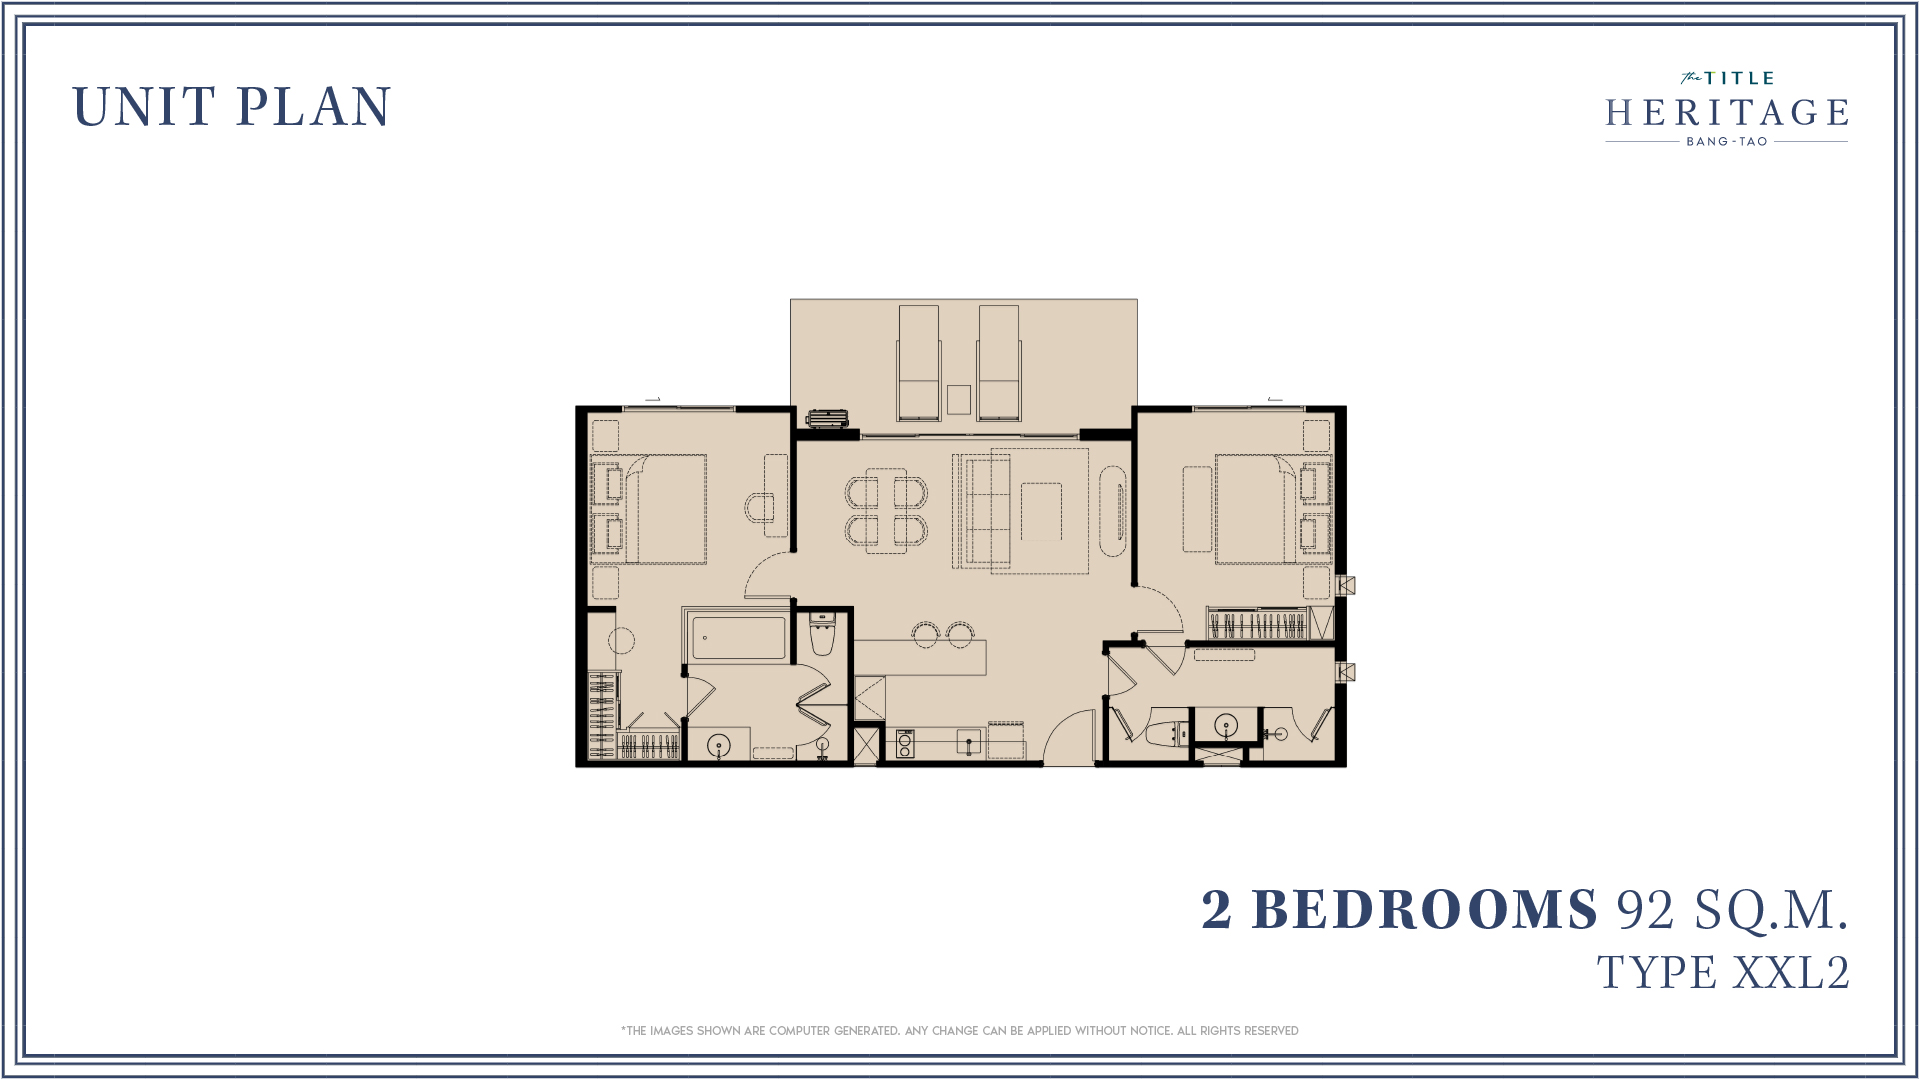 UNIT PLAN
the TITLE
HERITAGE
BANG-TAO
2 BEDROOMS 92 SQ.M.
TYPE XXL2
*THE IMAGES SHOWN ARE COMPUTER GENERATED. ANY CHANGE CAN BE APPLIED WITHOUT NOTICE. ALL RIGHTS RESERVED